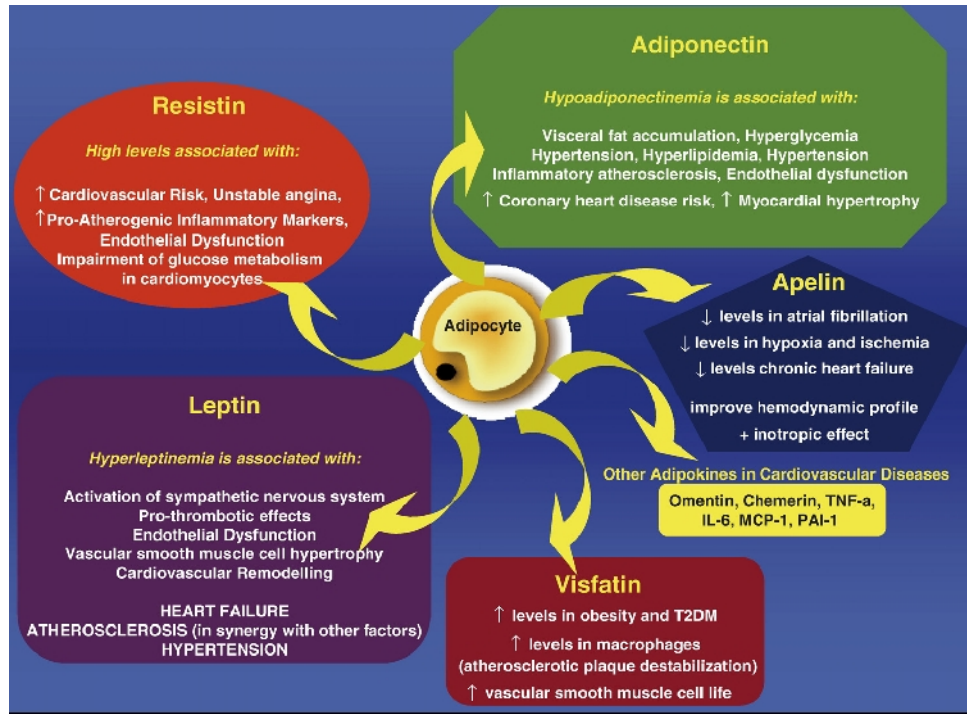 Adiponectin
Hypoadiponectinemia is associated with:
Visceral fat accumulation, Hyperglycemia
Hypertension, Hyperlipidemia, Hypertension
Inflammatory atherosclerosis, Endothelial dysfunction
↑ Coronary heart disease risk, ↑ Myocardial hypertrophy
Resistin
High levels associated with:
↑ Cardiovascular Risk, Unstable angina,
↑Pro-Atherogenic Inflammatory Markers,
Endothelial Dysfunction
Impairment of glucose metabolism
in cardiomyocytes
Adipocyte
Apelin
↓ levels in atrial fibrillation
↓ levels in hypoxia and ischemia
↓ levels chronic heart failure
improve hemodynamic profile
+ inotropic effect
Leptin
Hyperleptinemia is associated with:
Activation of sympathetic nervous system
Pro-thrombotic effects
Endothelial Dysfunction
Vascular smooth muscle cell hypertrophy
Cardiovascular Remodelling
HEART FAILURE
ATHEROSCLEROSIS (in synergy with other factors)
HYPERTENSION
Other Adipokines in Cardiovascular Diseases
Omentin, Chemerin, TNF-a,
IL-6, MCP-1, PAI-1
Visfatin
↑ levels in obesity and T2DM
↑ levels in macrophages
(atherosclerotic plaque destabilization)
↑ vascular smooth muscle cell life